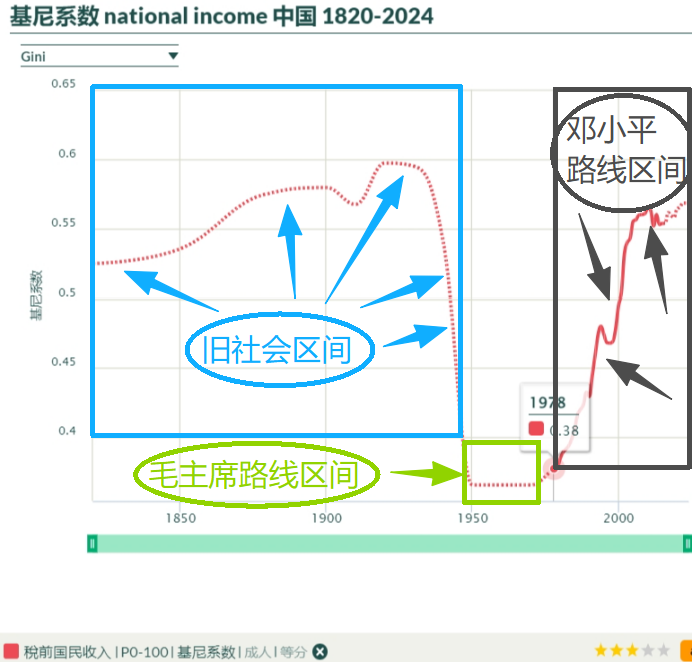 基尼系数 national income 中国 1820-2024
Gini
0.65
0.6
0.55
0.5
0.45
0.4
基尼系数
邓小平
路线区间
旧社会区间
毛主席路线区间
1978
0.38
1850
1900
1950
2000
税前国民收入 | P0-100 | 基尼系数 | 成人 | 等分